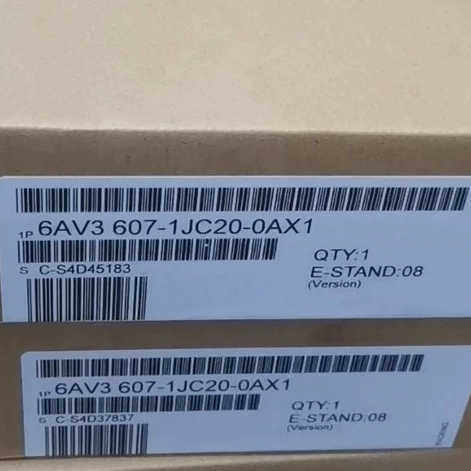 1P 6AV3 607-1JC20-0AX1
S C-S4D45183
QTY:1
E-STAND:08
(Version)
1P 6AV3 607-1JC20-0AX1
S C-S4D37837
QTY:1
E-STAND:08
(Version)